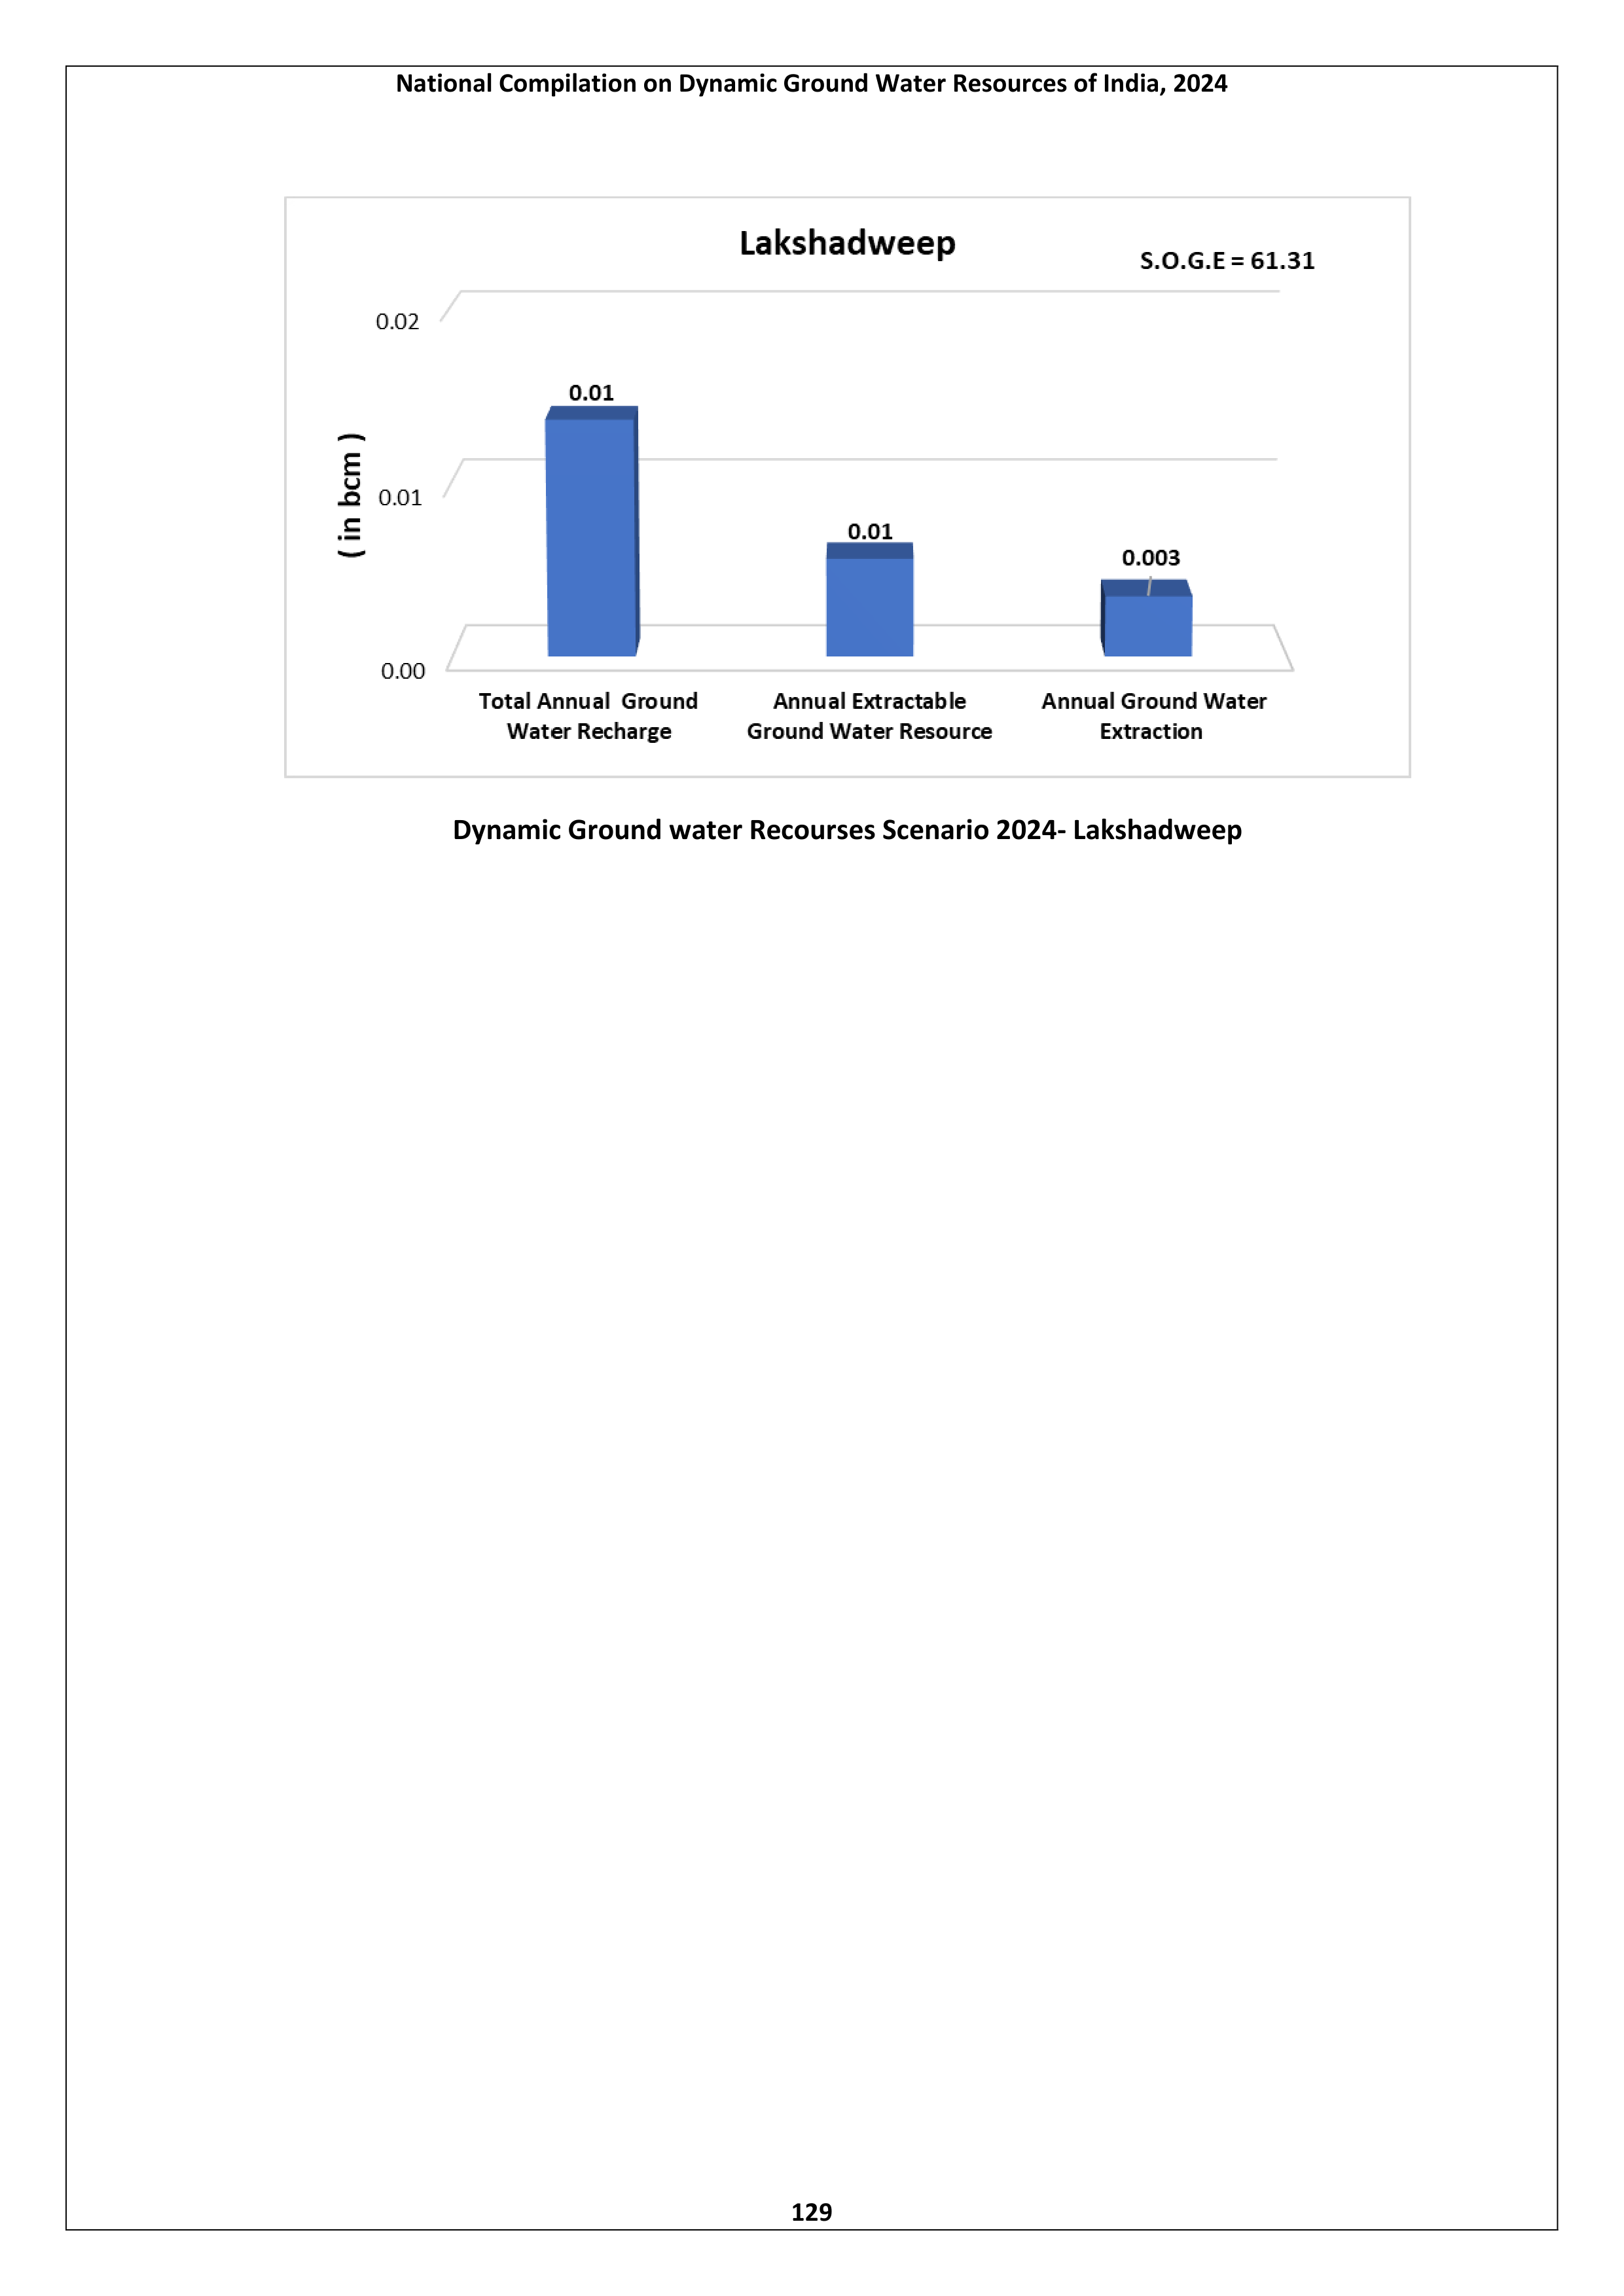 National Compilation on Dynamic Ground Water Resources of India, 2024
Lakshadweep
S.O.G.E = 61.31
0.02
0.01
0.00
( in bcm )
0.01
0.01
0.003
Total Annual  Ground
Water Recharge
Annual Extractable
Ground Water Resource
Annual Ground Water
Extraction
Dynamic Ground water Recourses Scenario 2024- Lakshadweep
129